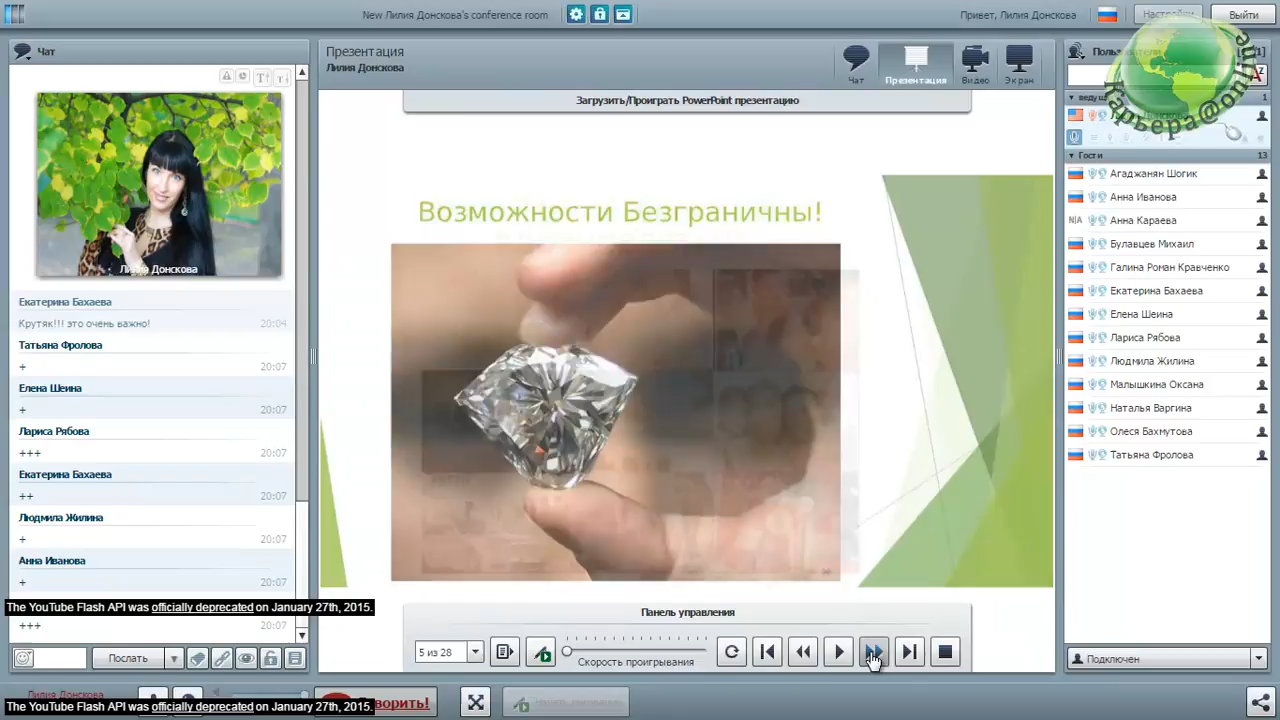 New Лилия Донскова's conference room
Привет, Лилия Донскова
Настройки
Выйти
Чат
Лилия Донскова
Екатерина Бахаева
Крутяк!!! это очень важно!
20:04
Татьяна Фролова
+
20:07
Елена Шеина
+
20:07
Лариса Рябова
+++
20:07
Екатерина Бахаева
++
20:07
Людмила Жилина
+
20:07
Анна Иванова
+
20:07
The YouTube Flash API was officially deprecated on January 27th, 2015.
+++
20:07
Послать
Лилия Донскова
The YouTube Flash API was officially deprecated on January 27th, 2015.
Презентация
Лилия Донскова
Чат
Презентация
Видео
Экран
Загрузить/Проиграть PowerPoint презентацию
Возможности Безграничны!
Панель управления
5 из 28
Скорость проигрывания
карьера@online
1
Гости
13
Агаджанян Шогик
Анна Иванова
N/A
Анна Караева
Булавцев Михаил
Галина Роман Кравченко
Екатерина Бахаева
Елена Шеина
Лариса Рябова
Людмила Жилина
Малышкина Оксана
Наталья Варгина
Олеся Бахмутова
Татьяна Фролова
Подключен